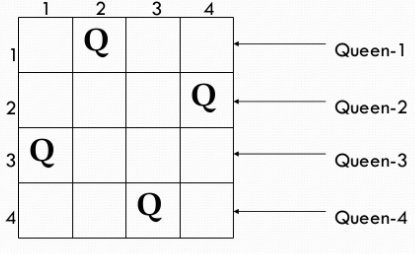 1 2 3 4
1 Q Queen-1
2 Q Queen-2
3 Q Queen-3
4 Q Queen-4